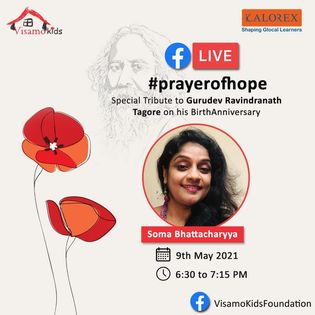 VisamoKids
KALOREX
Shaping Glocal Learners
LIVE
#prayerofhope
Special Tribute to Gurudev Ravindranath
Tagore on his BirthAnniversary
Soma Bhattacharyya
9th May 2021
6:30 to 7:15 PM
VisamoKidsFoundation